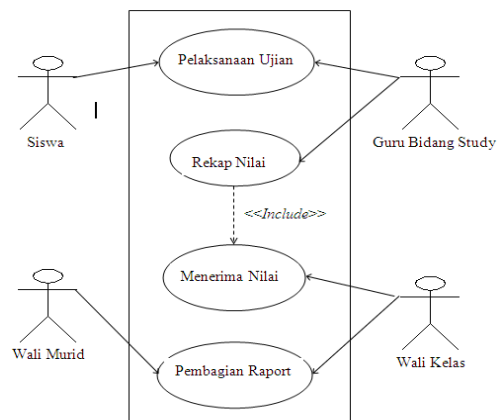 Pelaksanaan Ujian
Siswa
Guru Bidang Study
Rekap Nilai
<<Include>>
Menerima Nilai
Wali Murid
Wali Kelas
Pembagian Raport